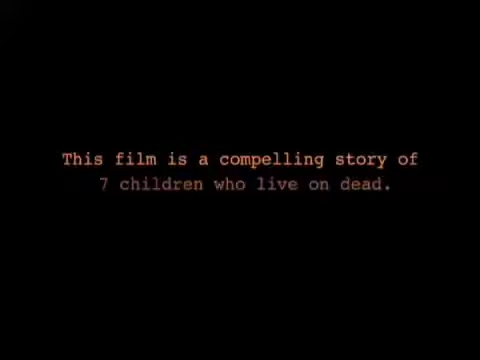 This film is a compelling story of
7 children who live on dead.